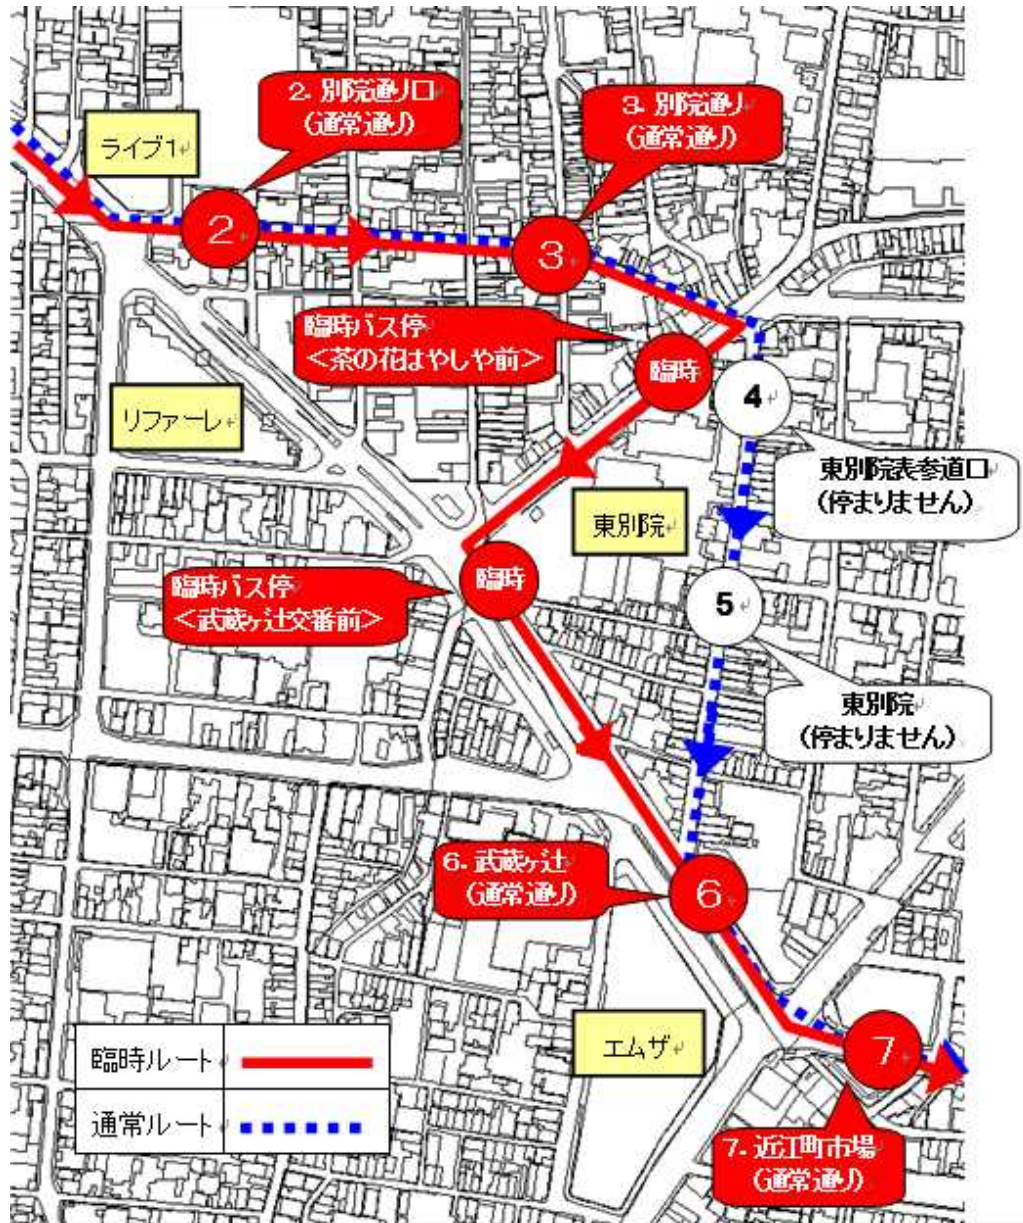 2. 別院通り口
(通常通り)
3. 別院通り
(通常通り)
ライブ1
2
3
臨時バス停
＜茶の花はやしや前＞
臨時
4
リファーレ
東別院表参道口
(停まりません)
東別院
臨時バス停
＜武蔵ヶ辻交番前＞
臨時
5
東別院
(停まりません)
6. 武蔵ヶ辻
(通常通り)
6
エムザ
7
臨時ルート
通常ルート
7. 近江町市場
(通常通り)